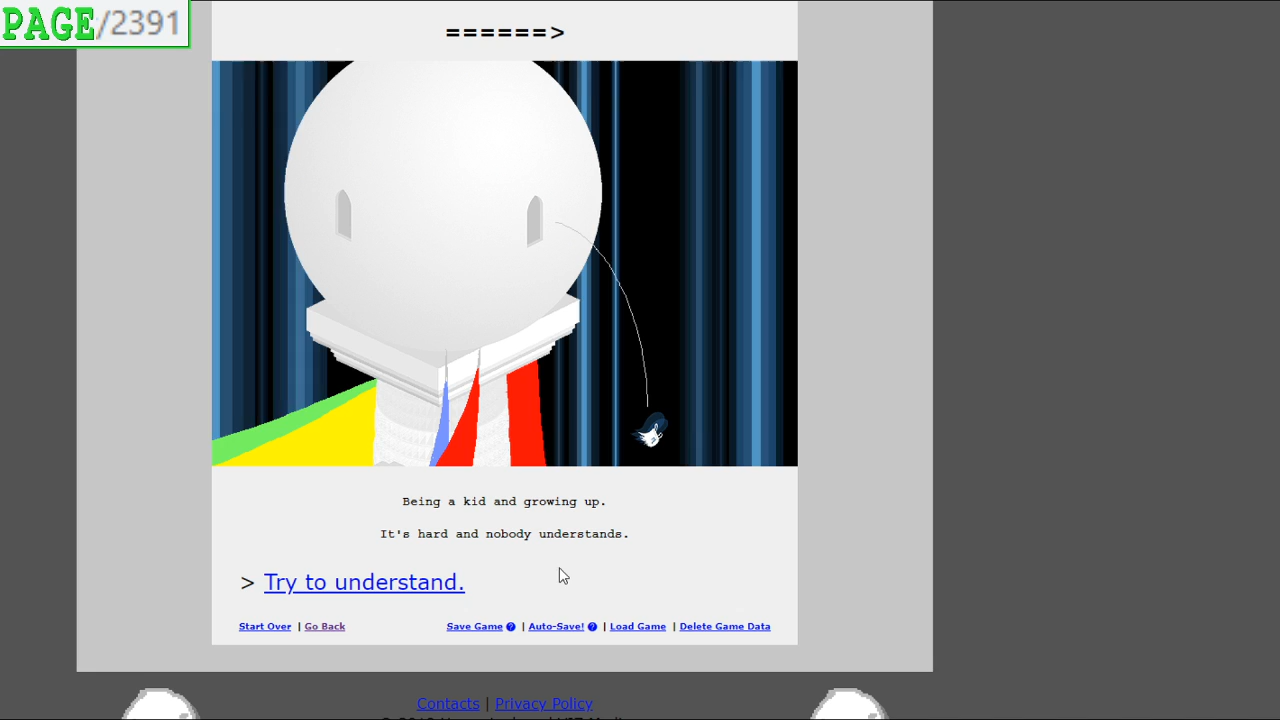 PAGE/2391
======>
Being a kid and growing up.
It's hard and nobody understands.
> Try to understand.
Start Over | Go Back
Save Game ? | Auto-Save! ? | Load Game | Delete Game Data
Contacts | Privacy Policy